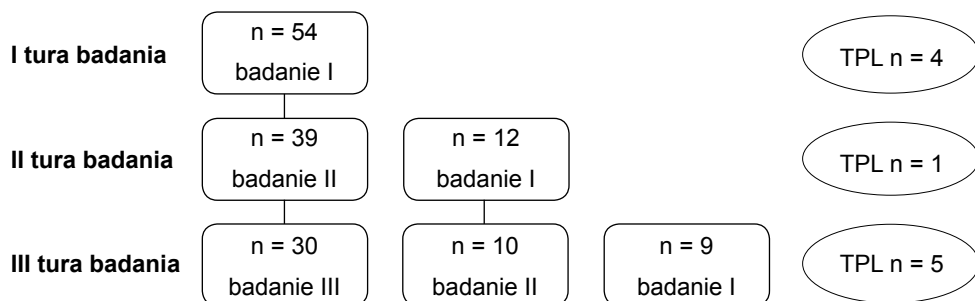 I tura badania
n = 54
badanie I
TPL n = 4
II tura badania
n = 39
badanie II
n = 12
badanie I
TPL n = 1
III tura badania
n = 30
badanie III
n = 10
badanie II
n = 9
badanie I
TPL n = 5